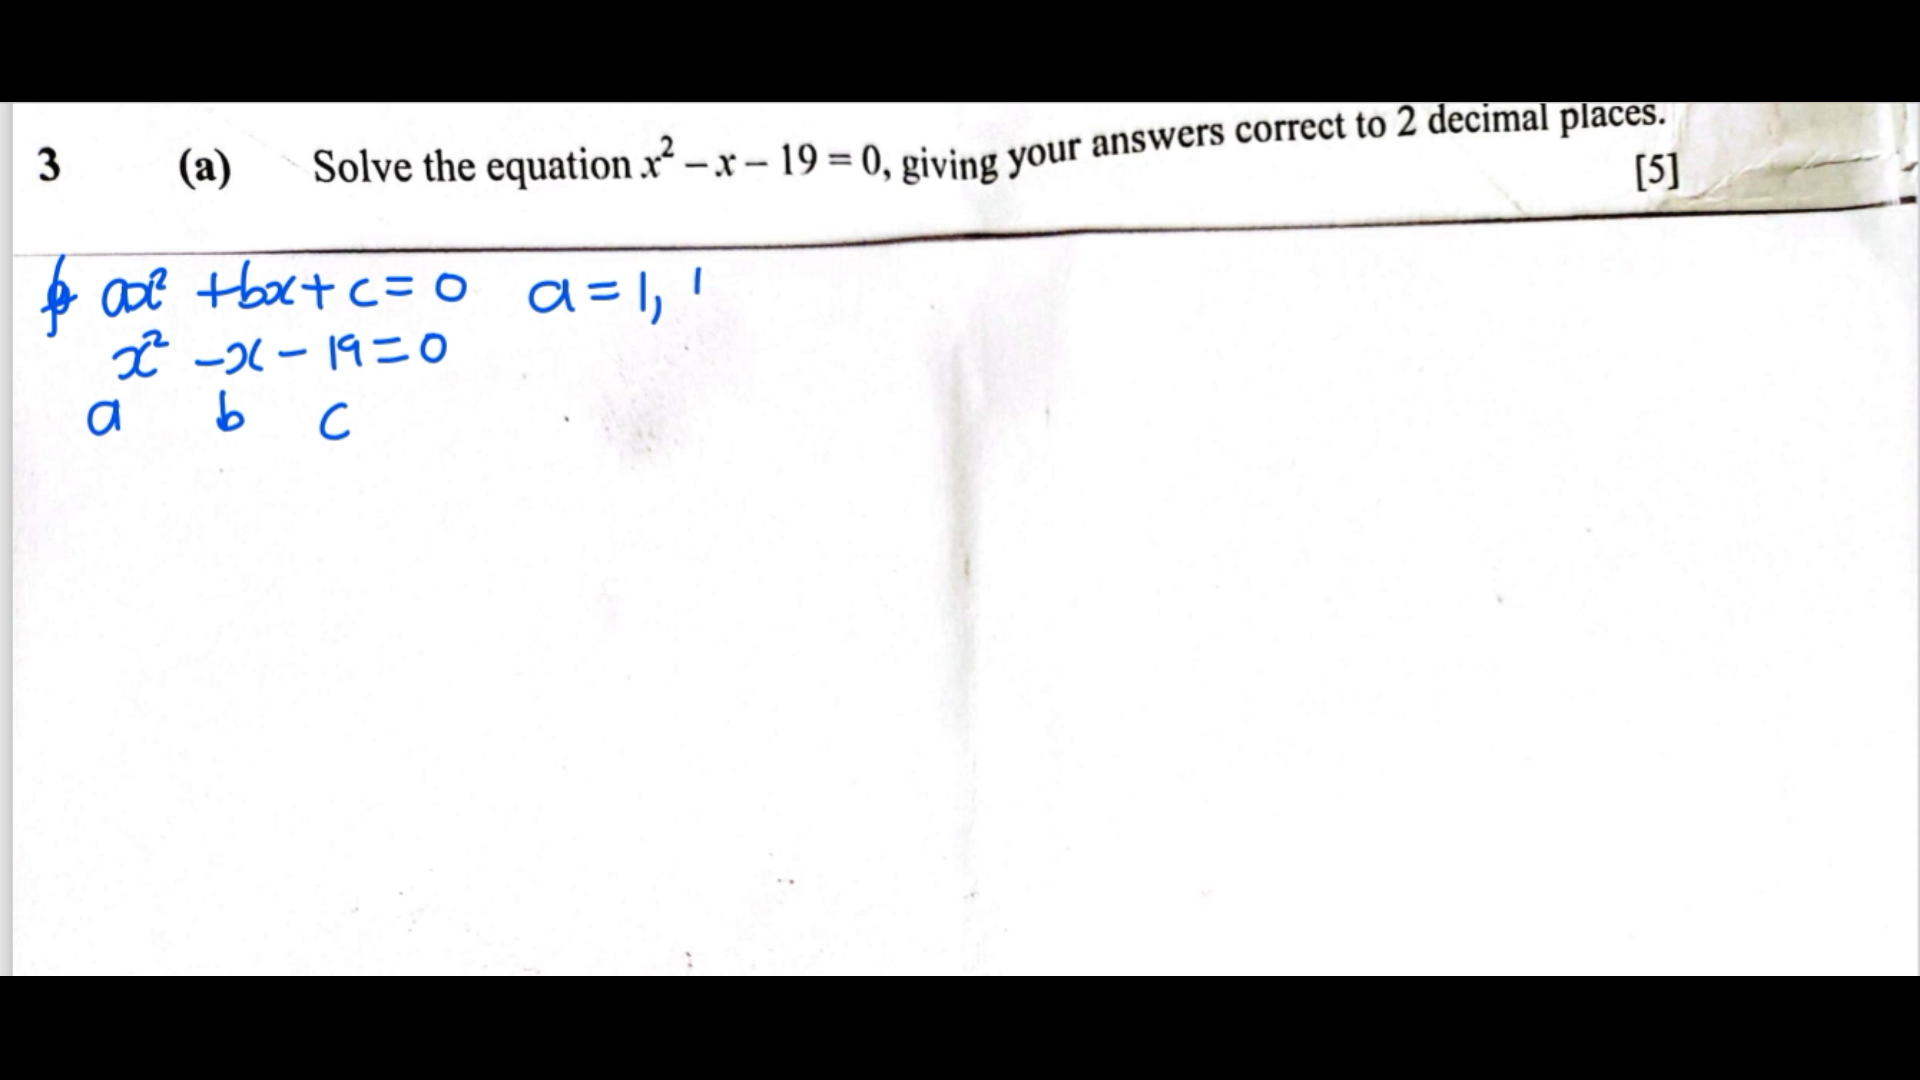 3 (a) Solve the equation x² – x – 19 = 0, giving your answers correct to 2 decimal places.
[5]
ax² + bx + c = 0 a = 1,
x² - x - 19 = 0
a b c